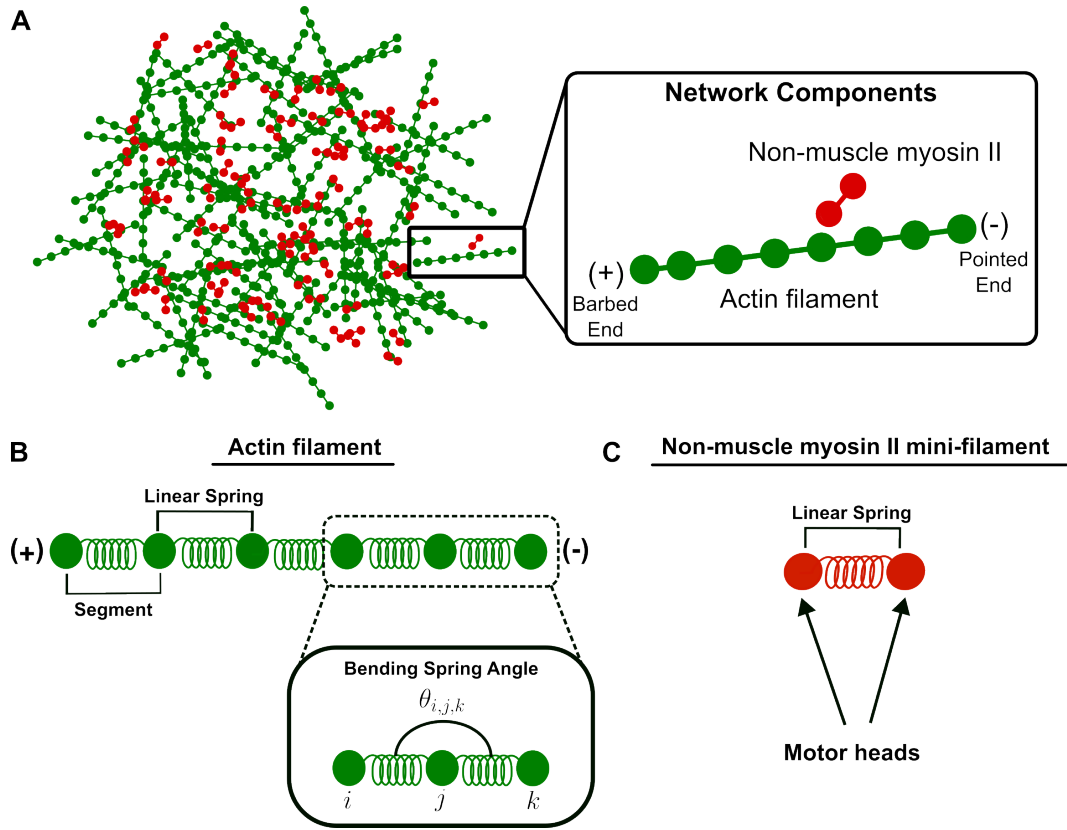 A
Network Components
Non-muscle myosin II
(-)
Pointed
End
(+)
Barbed
End
Actin filament
B
Actin filament
Linear Spring
(+)
(-)
Segment
Bending Spring Angle
θi,j,k
i
j
k
C
Non-muscle myosin II mini-filament
Linear Spring
Motor heads